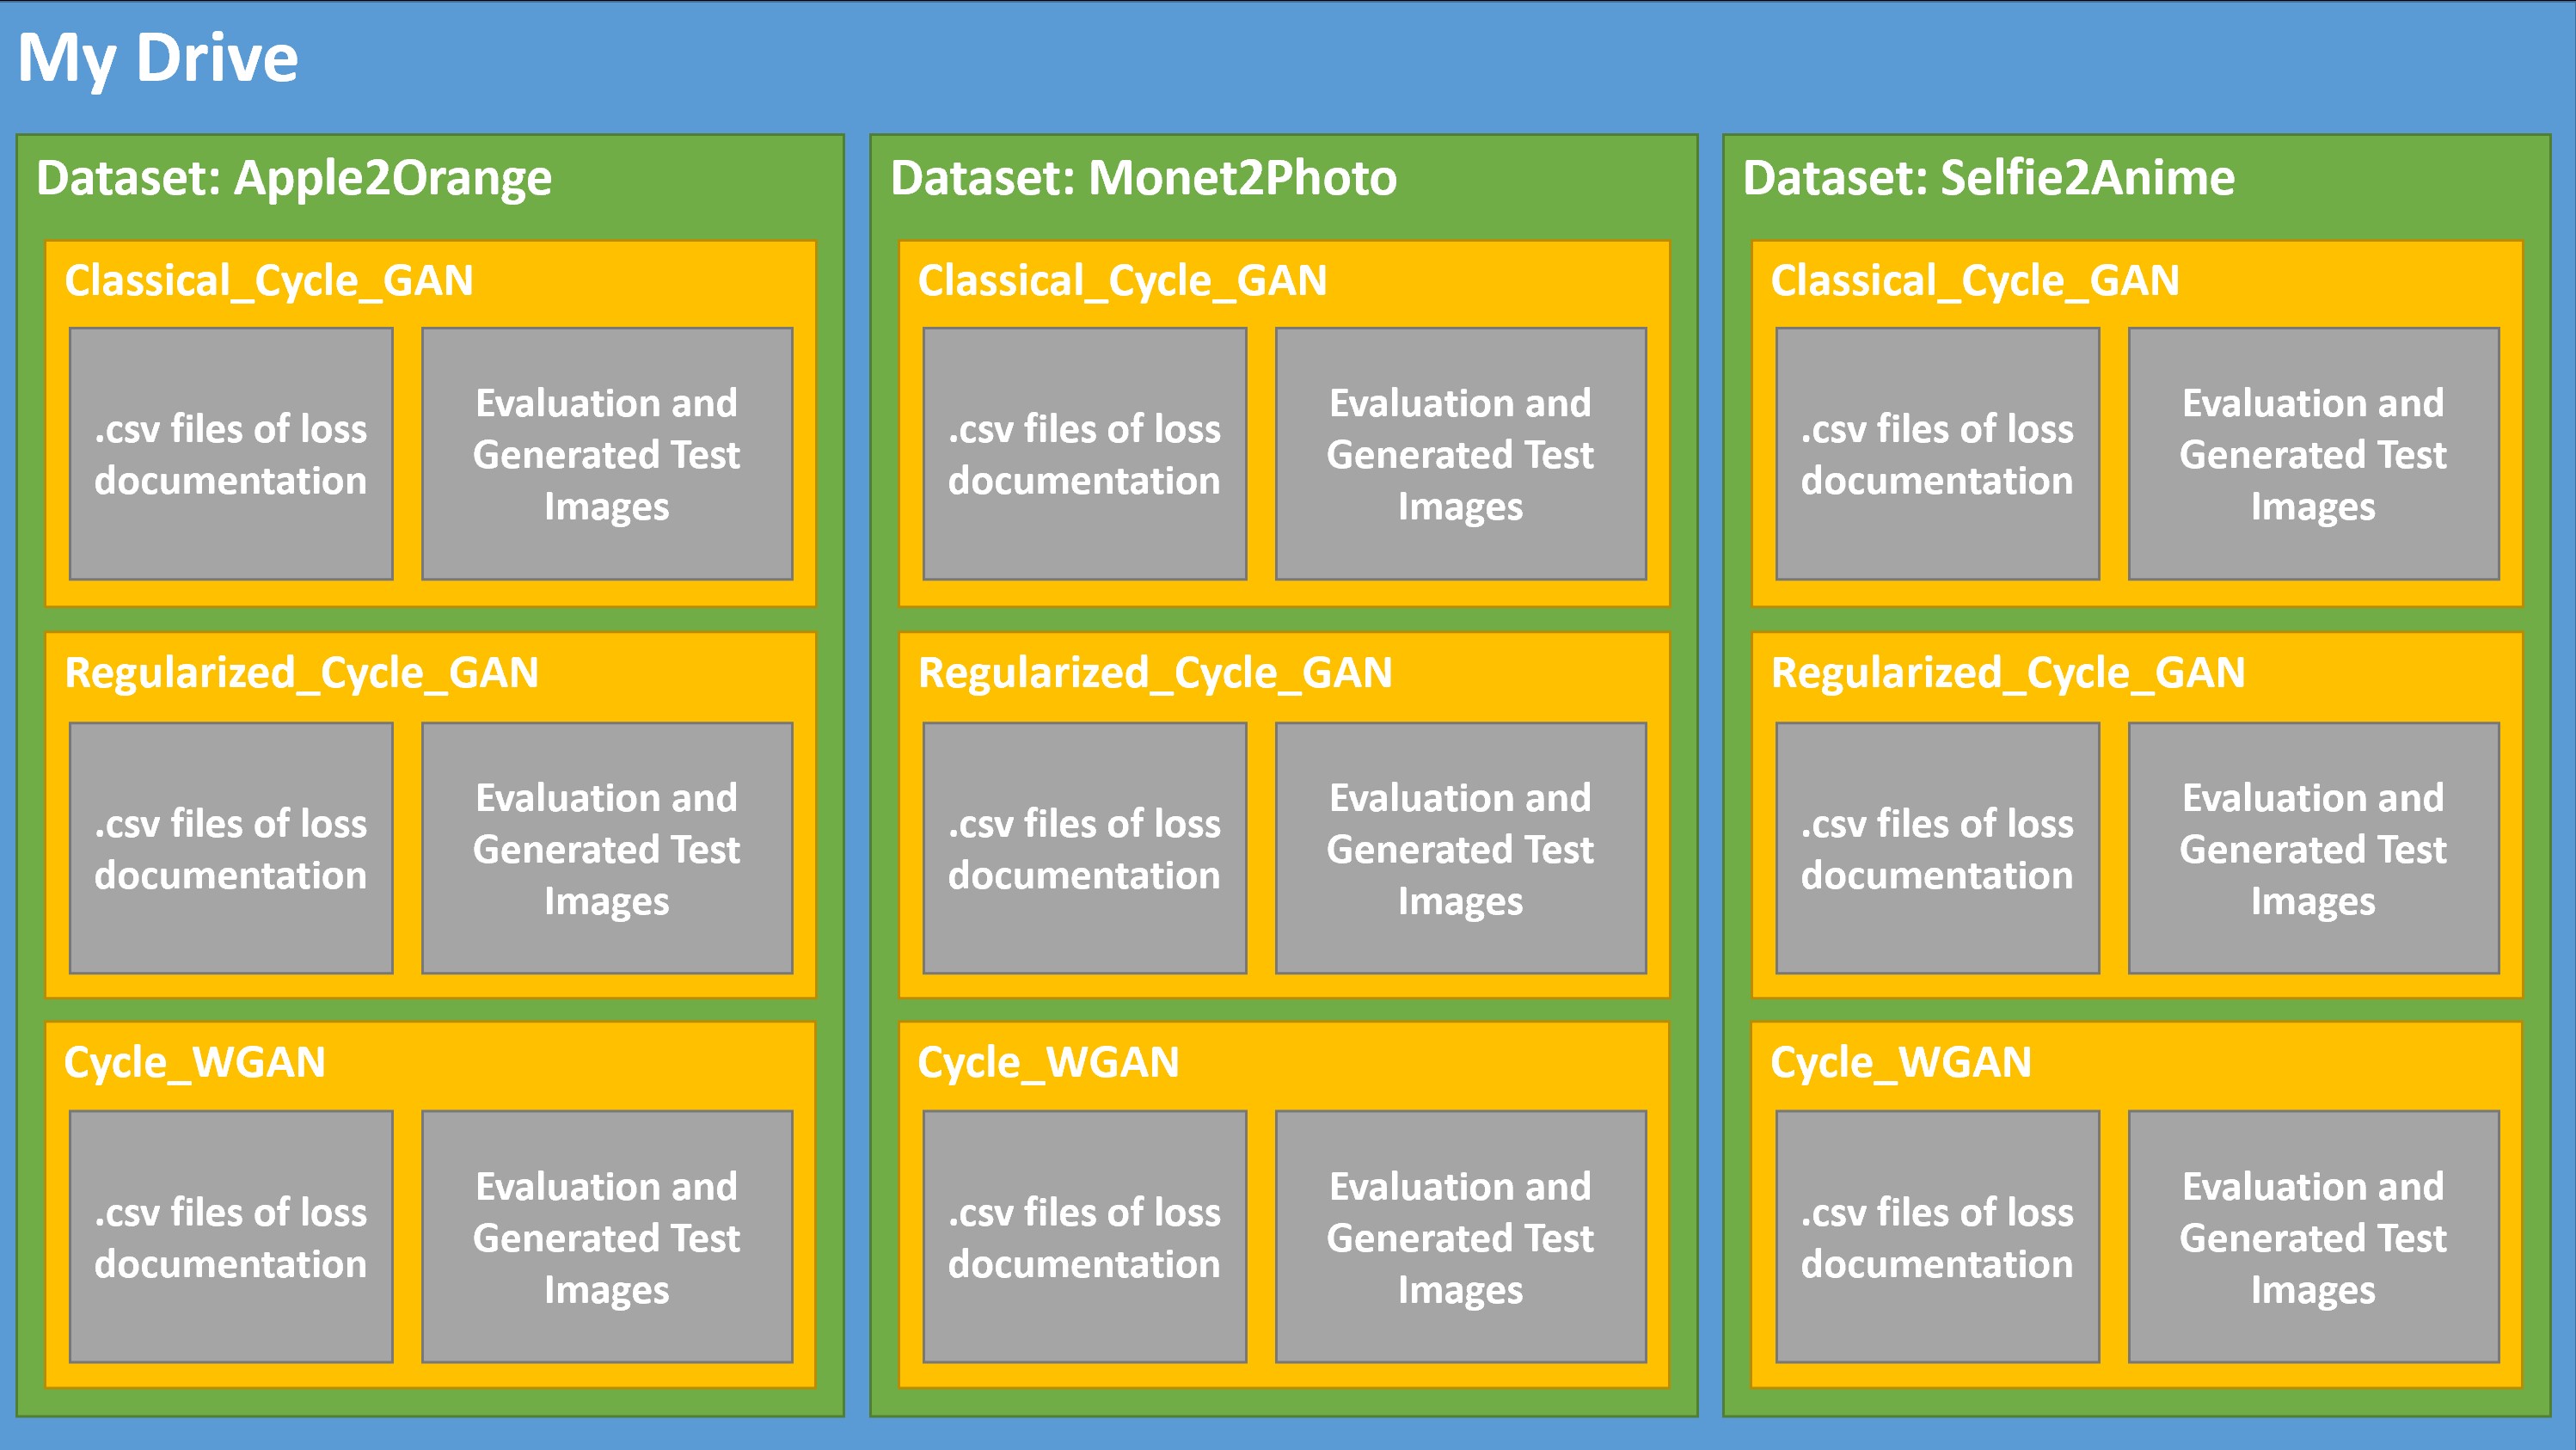 My Drive
Dataset: Apple2Orange
Classical_Cycle_GAN
.csv files of loss
documentation
Evaluation and
Generated Test
Images
Regularized_Cycle_GAN
.csv files of loss
documentation
Evaluation and
Generated Test
Images
Cycle_WGAN
.csv files of loss
documentation
Evaluation and
Generated Test
Images
Dataset: Monet2Photo
Classical_Cycle_GAN
.csv files of loss
documentation
Evaluation and
Generated Test
Images
Regularized_Cycle_GAN
.csv files of loss
documentation
Evaluation and
Generated Test
Images
Cycle_WGAN
.csv files of loss
documentation
Evaluation and
Generated Test
Images
Dataset: Selfie2Anime
Classical_Cycle_GAN
.csv files of loss
documentation
Evaluation and
Generated Test
Images
Regularized_Cycle_GAN
.csv files of loss
documentation
Evaluation and
Generated Test
Images
Cycle_WGAN
.csv files of loss
documentation
Evaluation and
Generated Test
Images